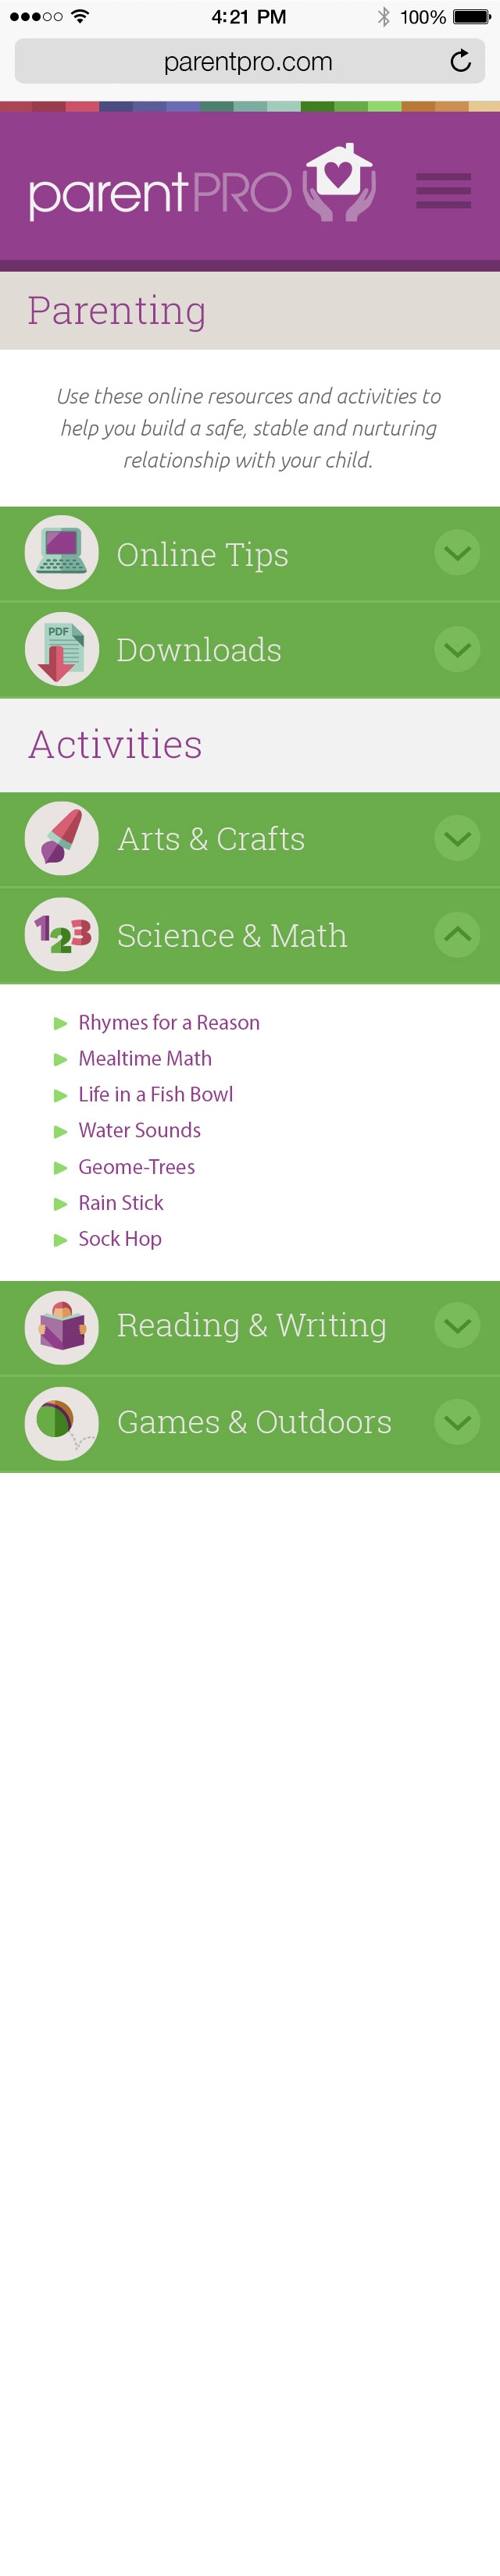 4:21 PM
100%
parentpro.com
parentPRO
Parenting
Use these online resources and activities to
help you build a safe, stable and nurturing
relationship with your child.
Online Tips
PDF
Downloads
Activities
Arts & Crafts
123
Science & Math
Rhymes for a Reason
Mealtime Math
Life in a Fish Bowl
Water Sounds
Geome-Trees
Rain Stick
Sock Hop
Reading & Writing
Games & Outdoors